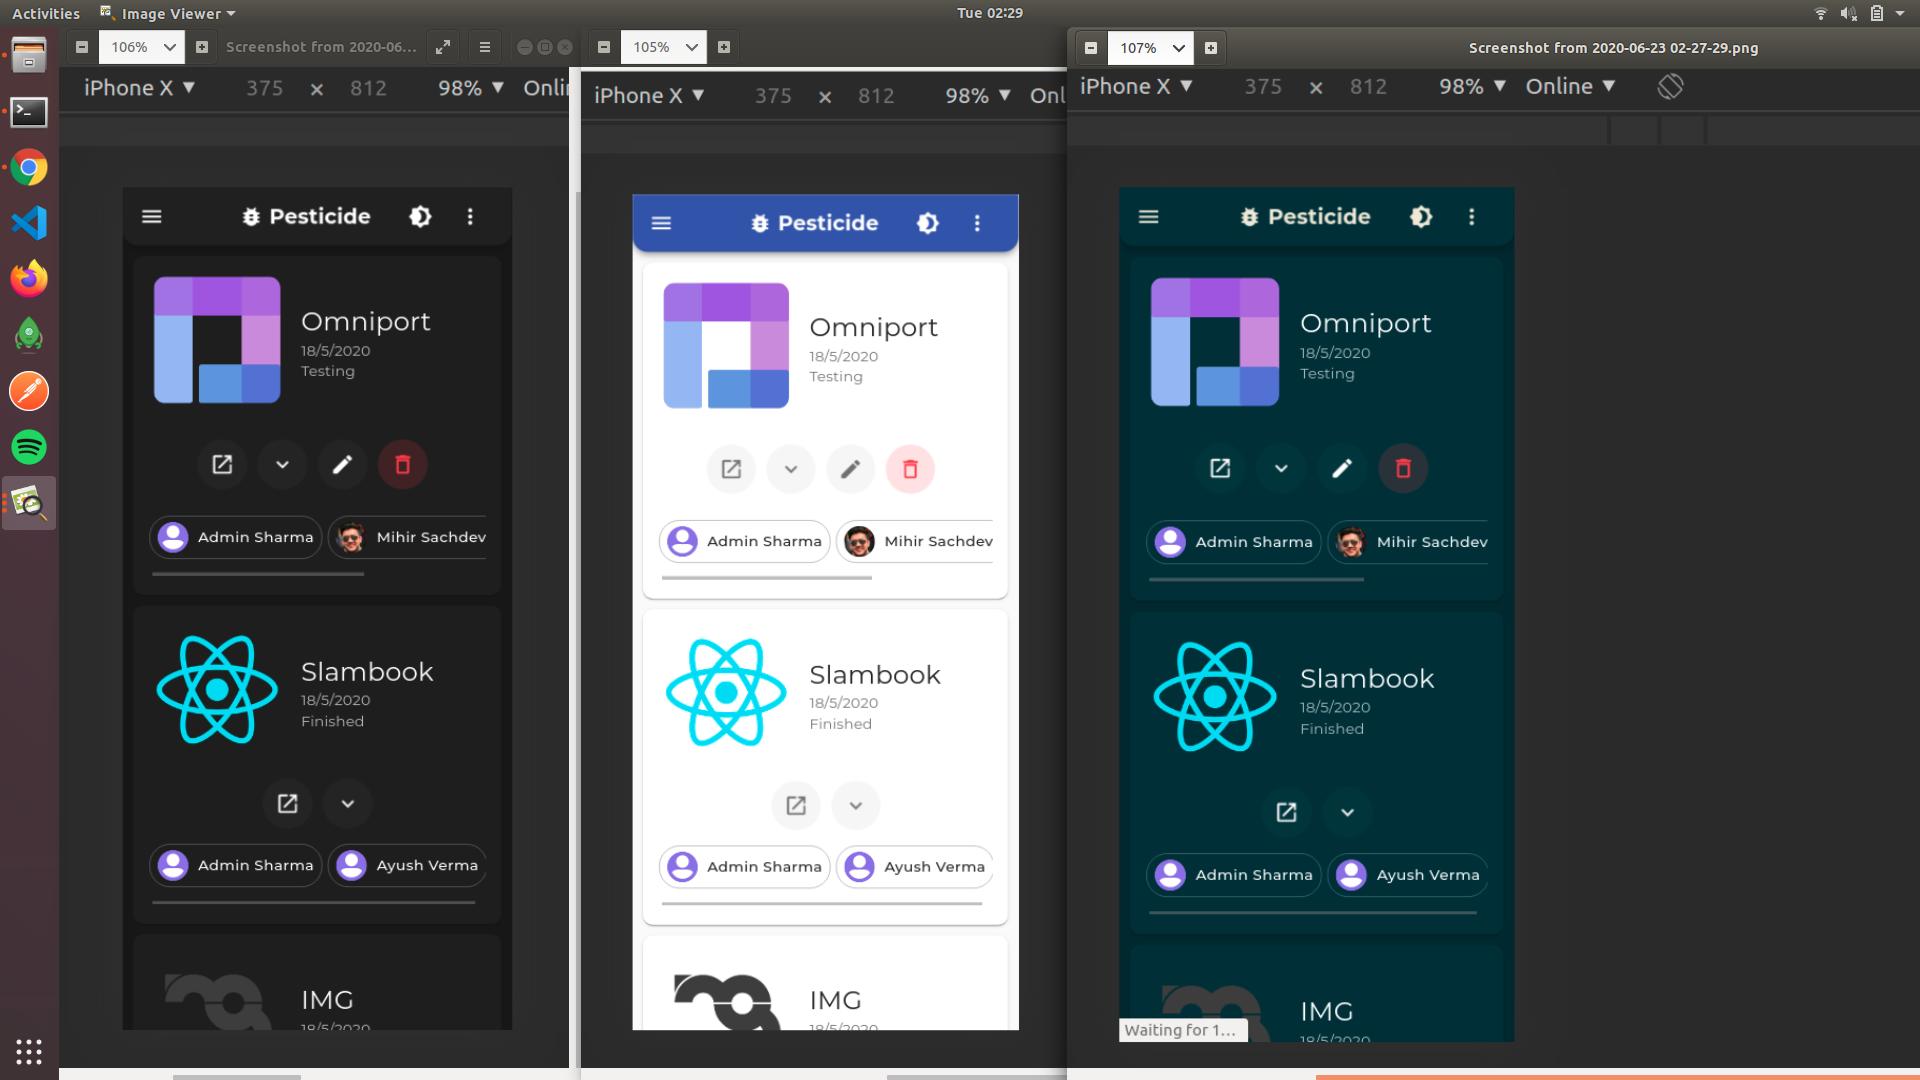 Activities
Image Viewer
Tue 02:29
106%
Screenshot from 2020-06...
iPhone X
375 × 812
98%
Onli
Pesticide
Omniport
18/5/2020
Testing
Admin Sharma
Mihir Sachdev
Slambook
18/5/2020
Finished
Admin Sharma
Ayush Verma
IMG
18/5/2020
105%
iPhone X
375 × 812
98%
Onl
Pesticide
Omniport
18/5/2020
Testing
Admin Sharma
Mihir Sachdev
Slambook
18/5/2020
Finished
Admin Sharma
Ayush Verma
IMG
18/5/2020
107%
Screenshot from 2020-06-23 02-27-29.png
iPhone X
375 × 812
98%
Online
Pesticide
Omniport
18/5/2020
Testing
Admin Sharma
Mihir Sachdev
Slambook
18/5/2020
Finished
Admin Sharma
Ayush Verma
IMG
18/5/2020
Waiting for 1...